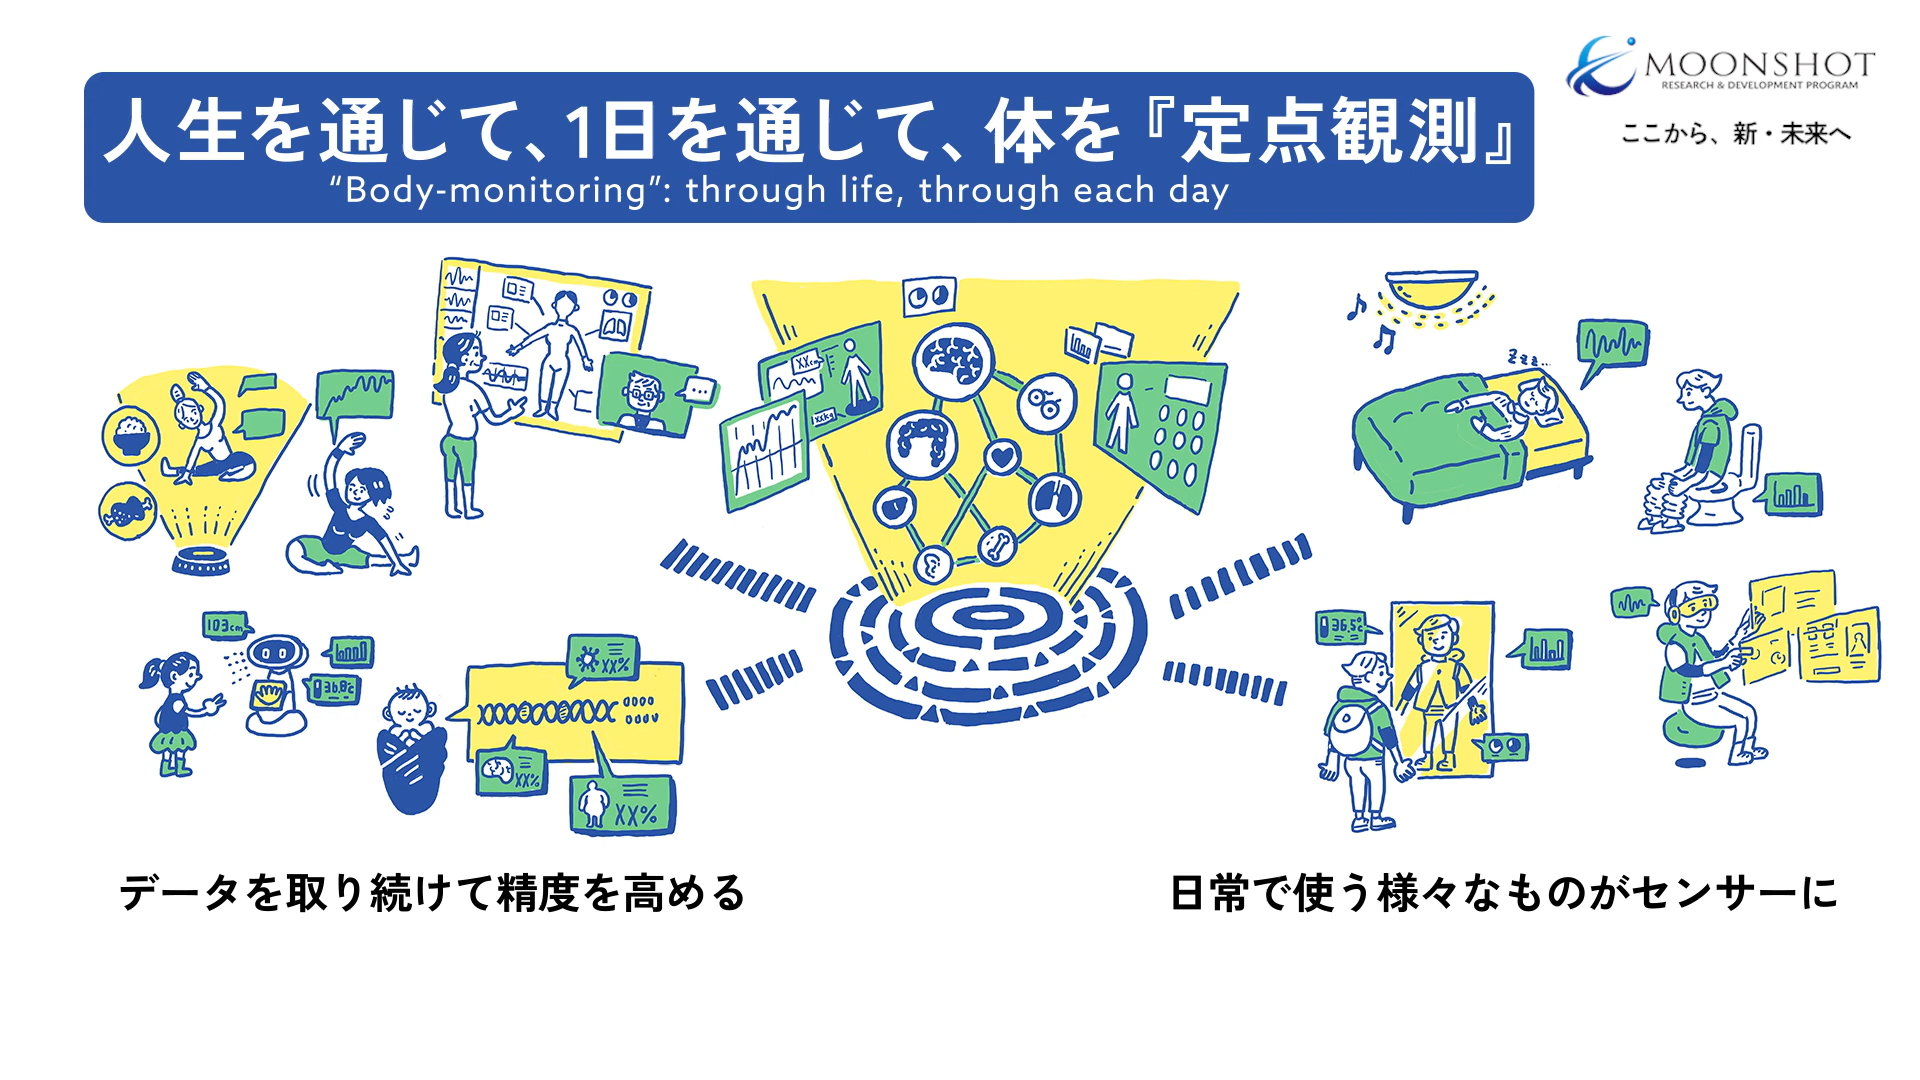 MOONSHOT
RESEARCH & DEVELOPMENT PROGRAM
ここから、新・未来へ
人生を通じて、1日を通じて、体を『定点観測』
“Body-monitoring”: through life, through each day
XXcm
XXkg
zzz...
103cm
36.8℃
XX%
XX%
XX%
36.5℃
データを取り続けて精度を高める
日常で使う様々なものがセンサーに